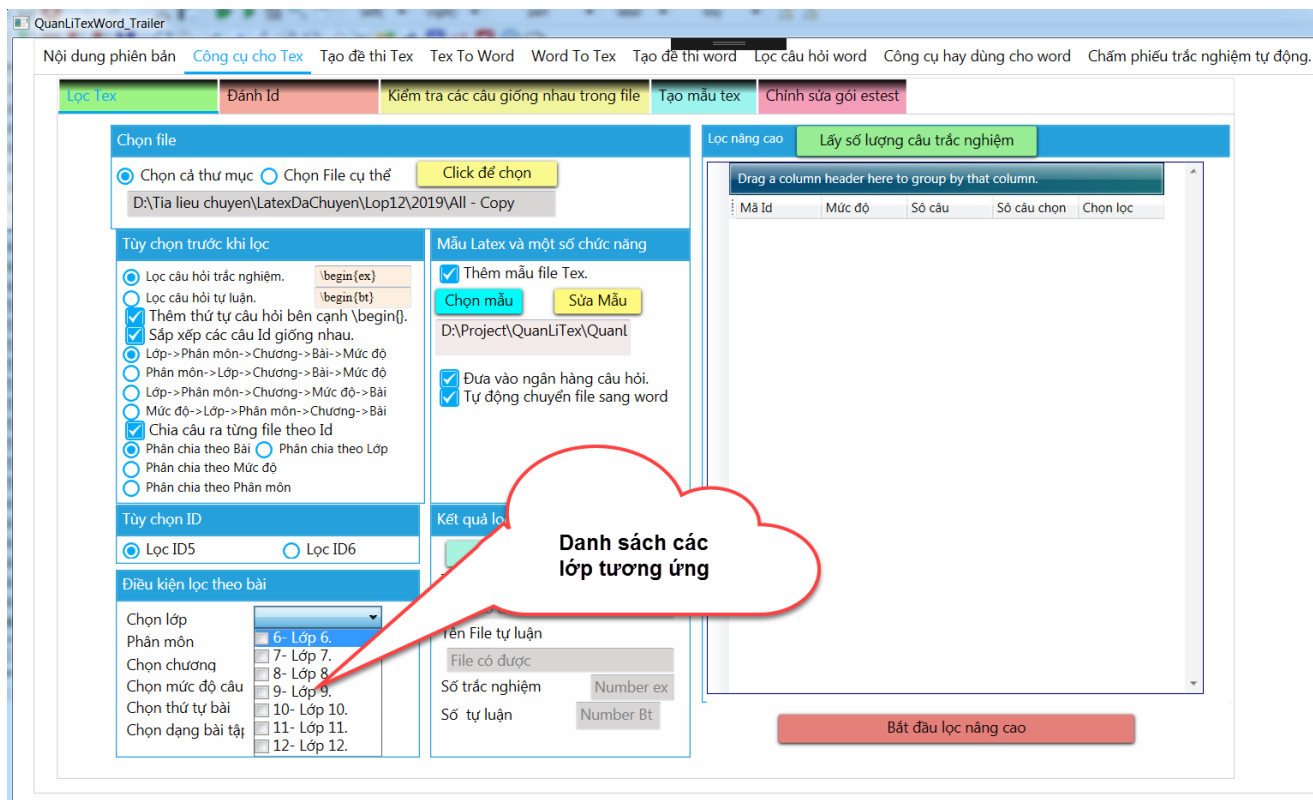 QuanLiTexWord_Trailer
Nội dung phiên bản Công cụ cho Tex Tạo đề thi Tex Tex To Word Word To Tex Tạo đề thi word Lọc câu hỏi word Công cụ hay dùng cho word Chấm phiếu trắc nghiệm tự động.
Lọc Tex Đánh Id Kiểm tra các câu giống nhau trong file Tạo mẫu tex Chỉnh sửa gói estest
Chọn file
Chọn cả thư mục Chọn File cụ thể Click để chọn
D:\Tia lieu chuyen\LatexDaChuyen\Lop12\2019\All - Copy
Tùy chọn trước khi lọc
Lọc câu hỏi trắc nghiệm. \begin{ex}
Lọc câu hỏi tự luận. \begin{bt}
Thêm thứ tự câu hỏi bên cạnh \begin{}.
Sắp xếp các câu Id giống nhau.
Lớp->Phân môn->Chương->Bài->Mức độ
Phân môn->Lớp->Chương->Bài->Mức độ
Lớp->Phân môn->Chương->Mức độ->Bài
Mức độ->Lớp->Phân môn->Chương->Bài
Chia câu ra từng file theo Id
Phân chia theo Bài Phân chia theo Lớp
Phân chia theo Mức độ
Phân chia theo Phân môn
Mẫu Latex và một số chức năng
Thêm mẫu file Tex.
Chọn mẫu Sửa Mẫu
D:\Project\QuanLiTex\QuanL
Đưa vào ngân hàng câu hỏi.
Tự động chuyển file sang word
Tùy chọn ID
Lọc ID5 Lọc ID6
Điều kiện lọc theo bài
Chọn lớp
Phân môn
Chọn chương
Chọn mức độ câu
Chọn thứ tự bài
Chọn dạng bài tập
6- Lớp 6.
7- Lớp 7.
8- Lớp 8.
9- Lớp 9.
10- Lớp 10.
11- Lớp 11.
12- Lớp 12.
Kết quả lọ
Danh sách các
lớp tương ứng
Tên File tự luận
File có được
Số trắc nghiệm Number ex
Số tự luận Number Bt
Lọc nâng cao Lấy số lượng câu trắc nghiệm
Drag a column header here to group by that column.
Mã Id Mức độ Số câu Số câu chọn Chọn lọc
Bắt đầu lọc nâng cao